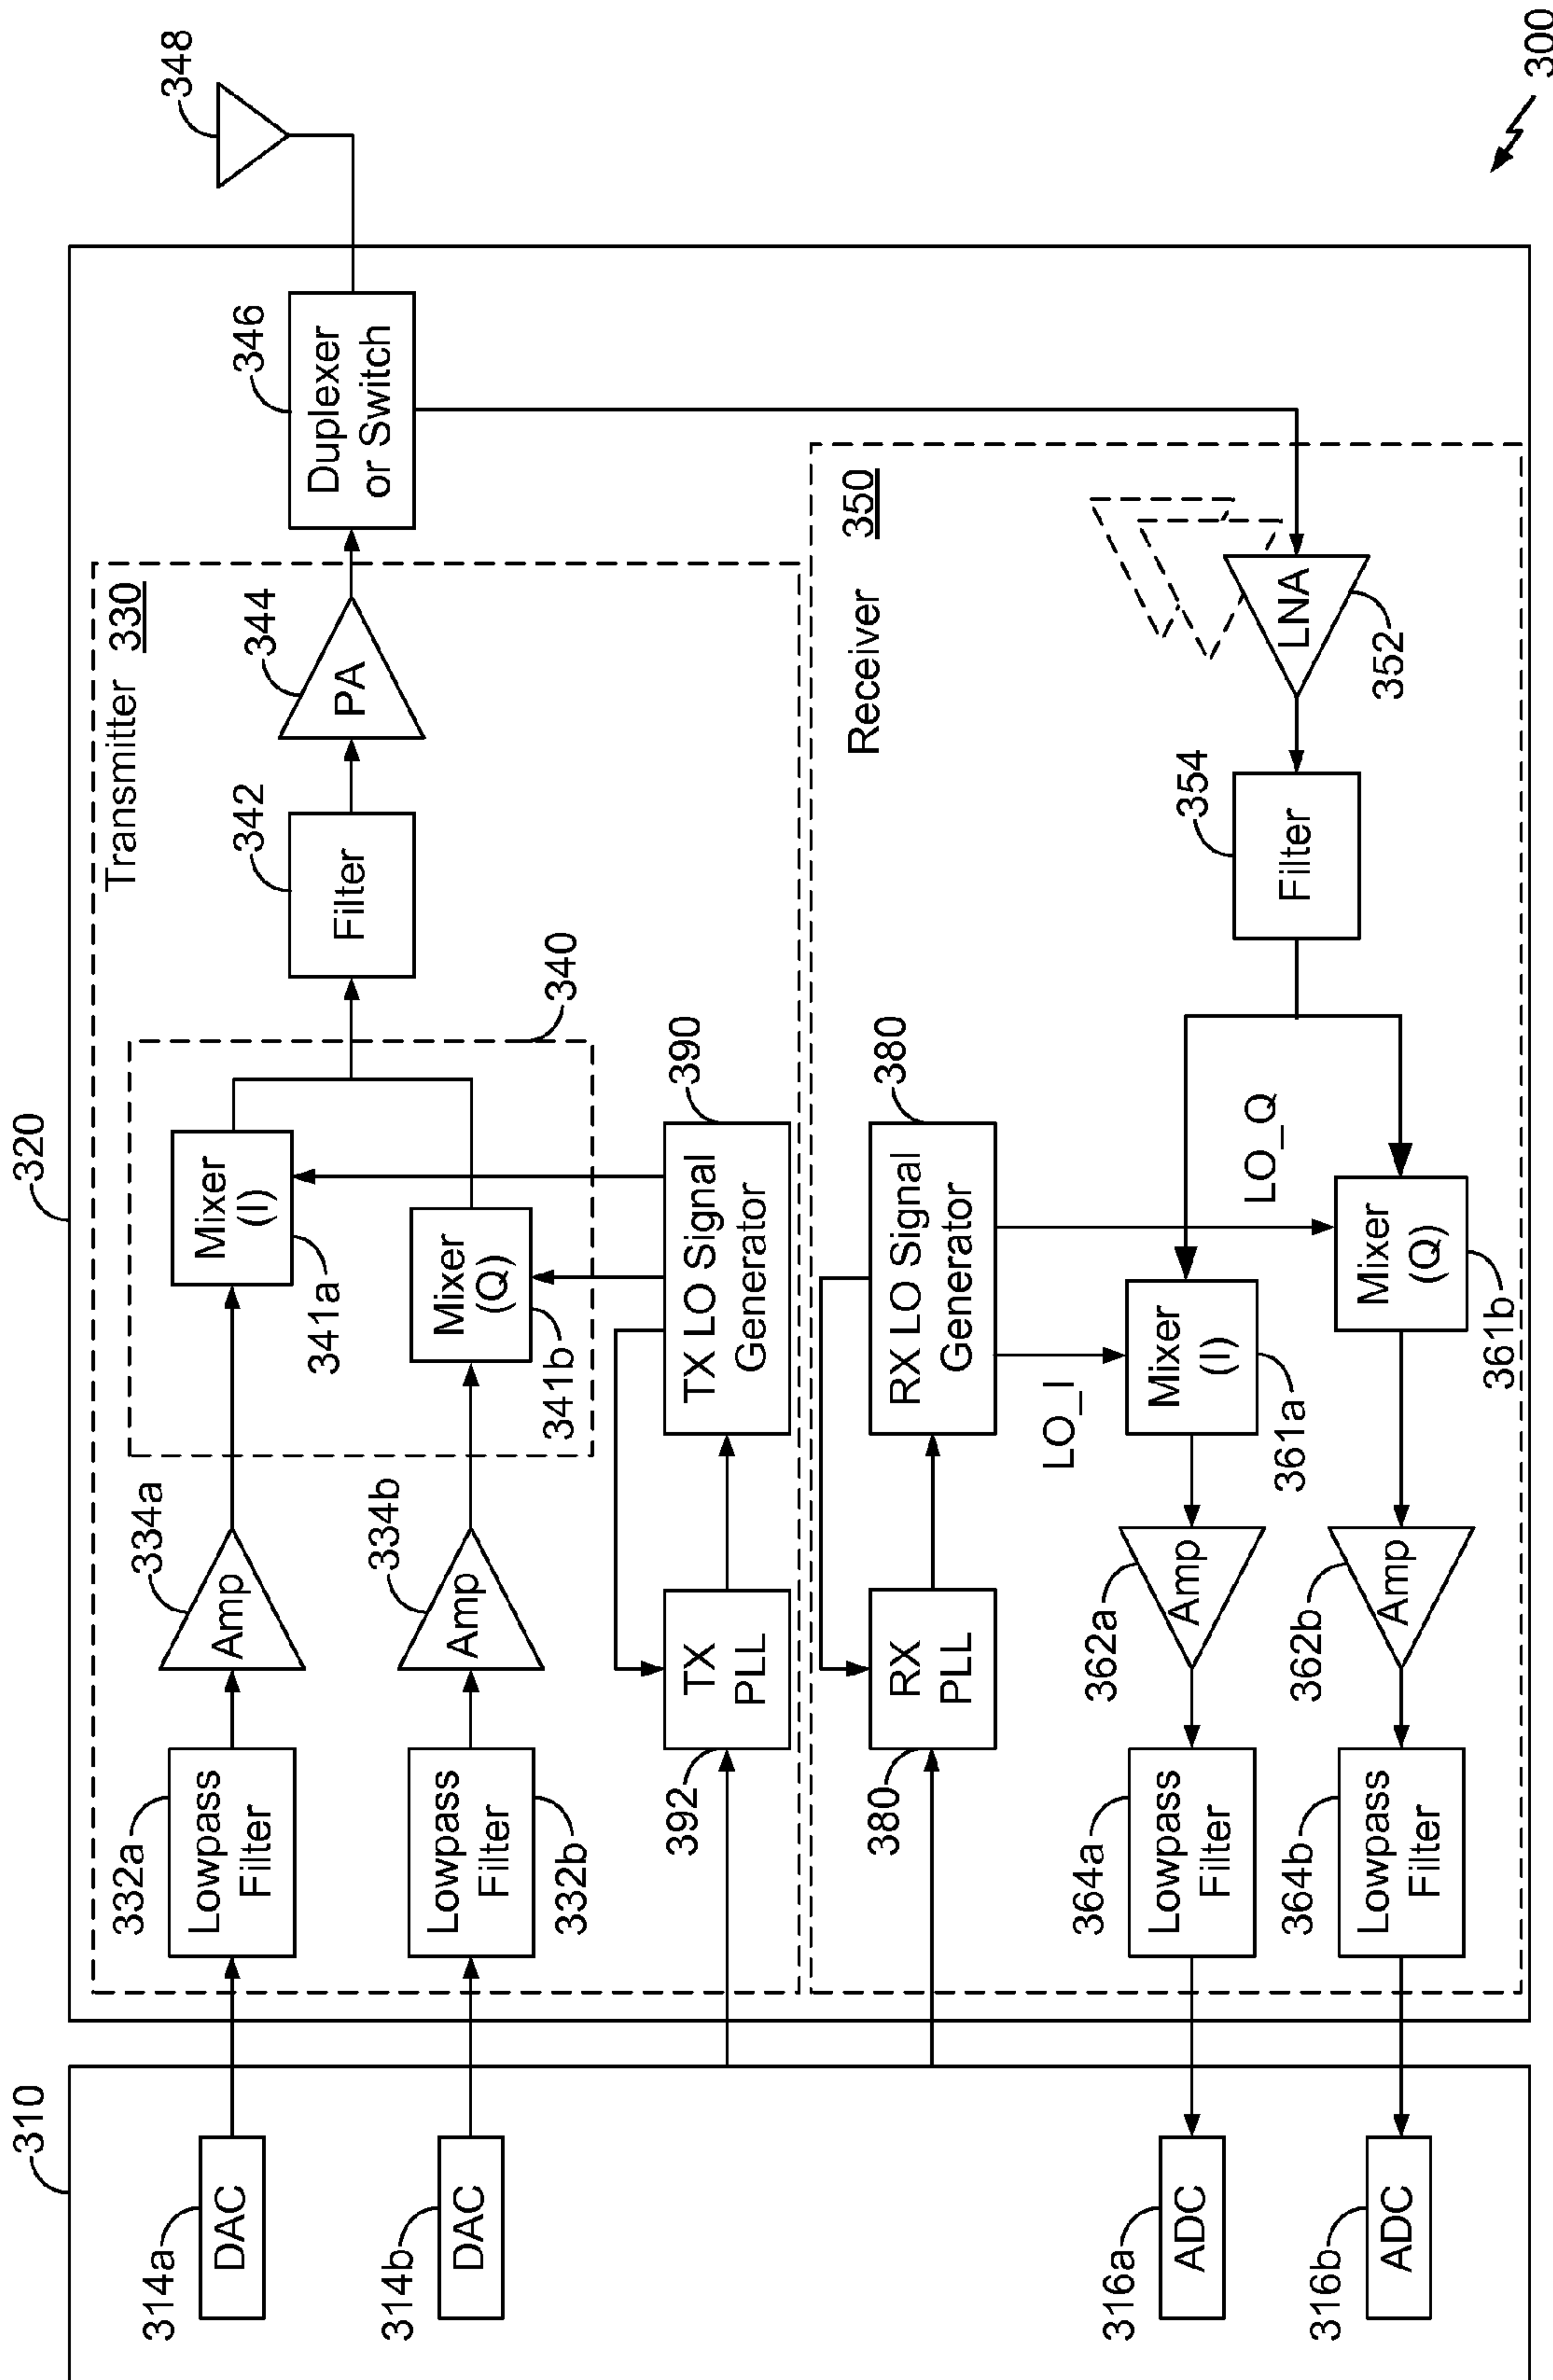 310
320
314a
DAC
332a
Lowpass
Filter
334a
Amp
Mixer
(I)
341a
Transmitter 330
342
Filter
344
PA
346
Duplexer
or Switch
348
314b
DAC
Lowpass
Filter
332b
334b
Amp
Mixer
(Q)
341b
340
392
TX
PLL
TX LO Signal
Generator
390
Receiver 350
380
RX
PLL
RX LO Signal
Generator
380
LO_I
LO_Q
316a
ADC
364a
Lowpass
Filter
362a
Amp
Mixer
(I)
361a
354
Filter
LNA
352
316b
ADC
364b
Lowpass
Filter
362b
Amp
Mixer
(Q)
361b
300